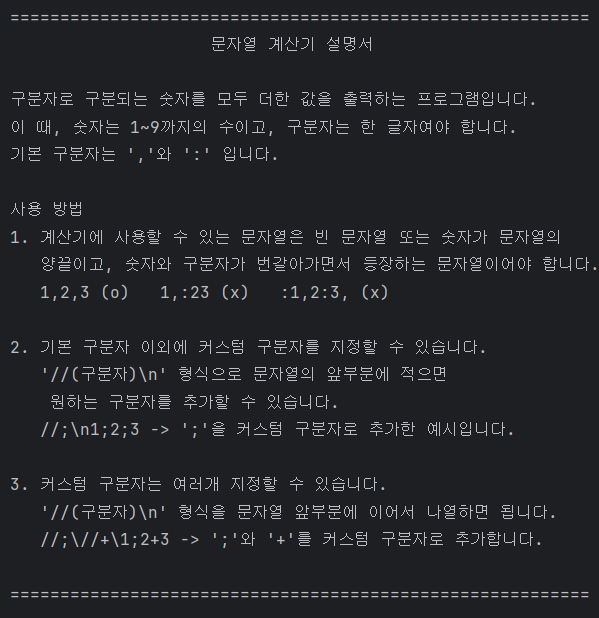 ==========================================================
문자열 계산기 설명서
구분자로 구분되는 숫자를 모두 더한 값을 출력하는 프로그램입니다.
이 때, 숫자는 1~9까지의 수이고, 구분자는 한 글자여야 합니다.
기본 구분자는 ','와 ':' 입니다.
사용 방법
1. 계산기에 사용할 수 있는 문자열은 빈 문자열 또는 숫자가 문자열의
양끝이고, 숫자와 구분자가 번갈아가면서 등장하는 문자열이어야 합니다.
1,2,3 (o)   1,:23 (x)   :1,2:3, (x)
2. 기본 구분자 이외에 커스텀 구분자를 지정할 수 있습니다.
'//(구분자)\n' 형식으로 문자열의 앞부분에 적으면
원하는 구분자를 추가할 수 있습니다.
//;\n1;2;3 -> ';'을 커스텀 구분자로 추가한 예시입니다.
3. 커스텀 구분자는 여러개 지정할 수 있습니다.
'//(구분자)\n' 형식을 문자열 앞부분에 이어서 나열하면 됩니다.
//;\//+\1;2+3 -> ';'와 '+'를 커스텀 구분자로 추가합니다.
==========================================================